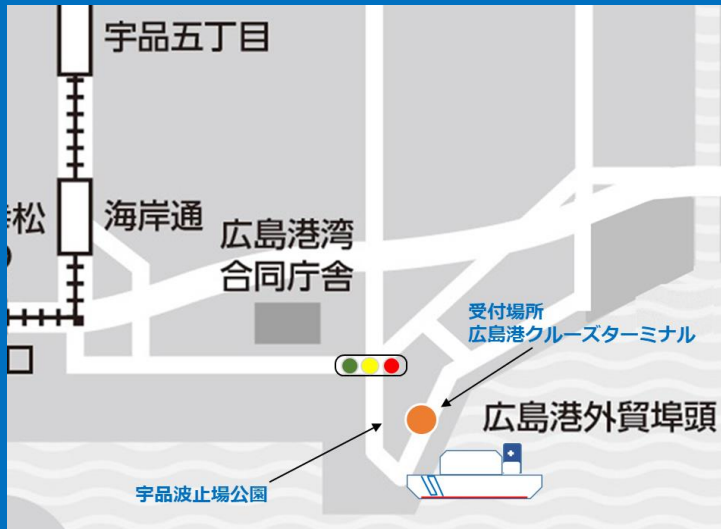 宇品五丁目
海岸通
松
広島港湾
合同庁舎
受付場所
広島港クルーズターミナル
広島港外貿埠頭
宇品波止場公園